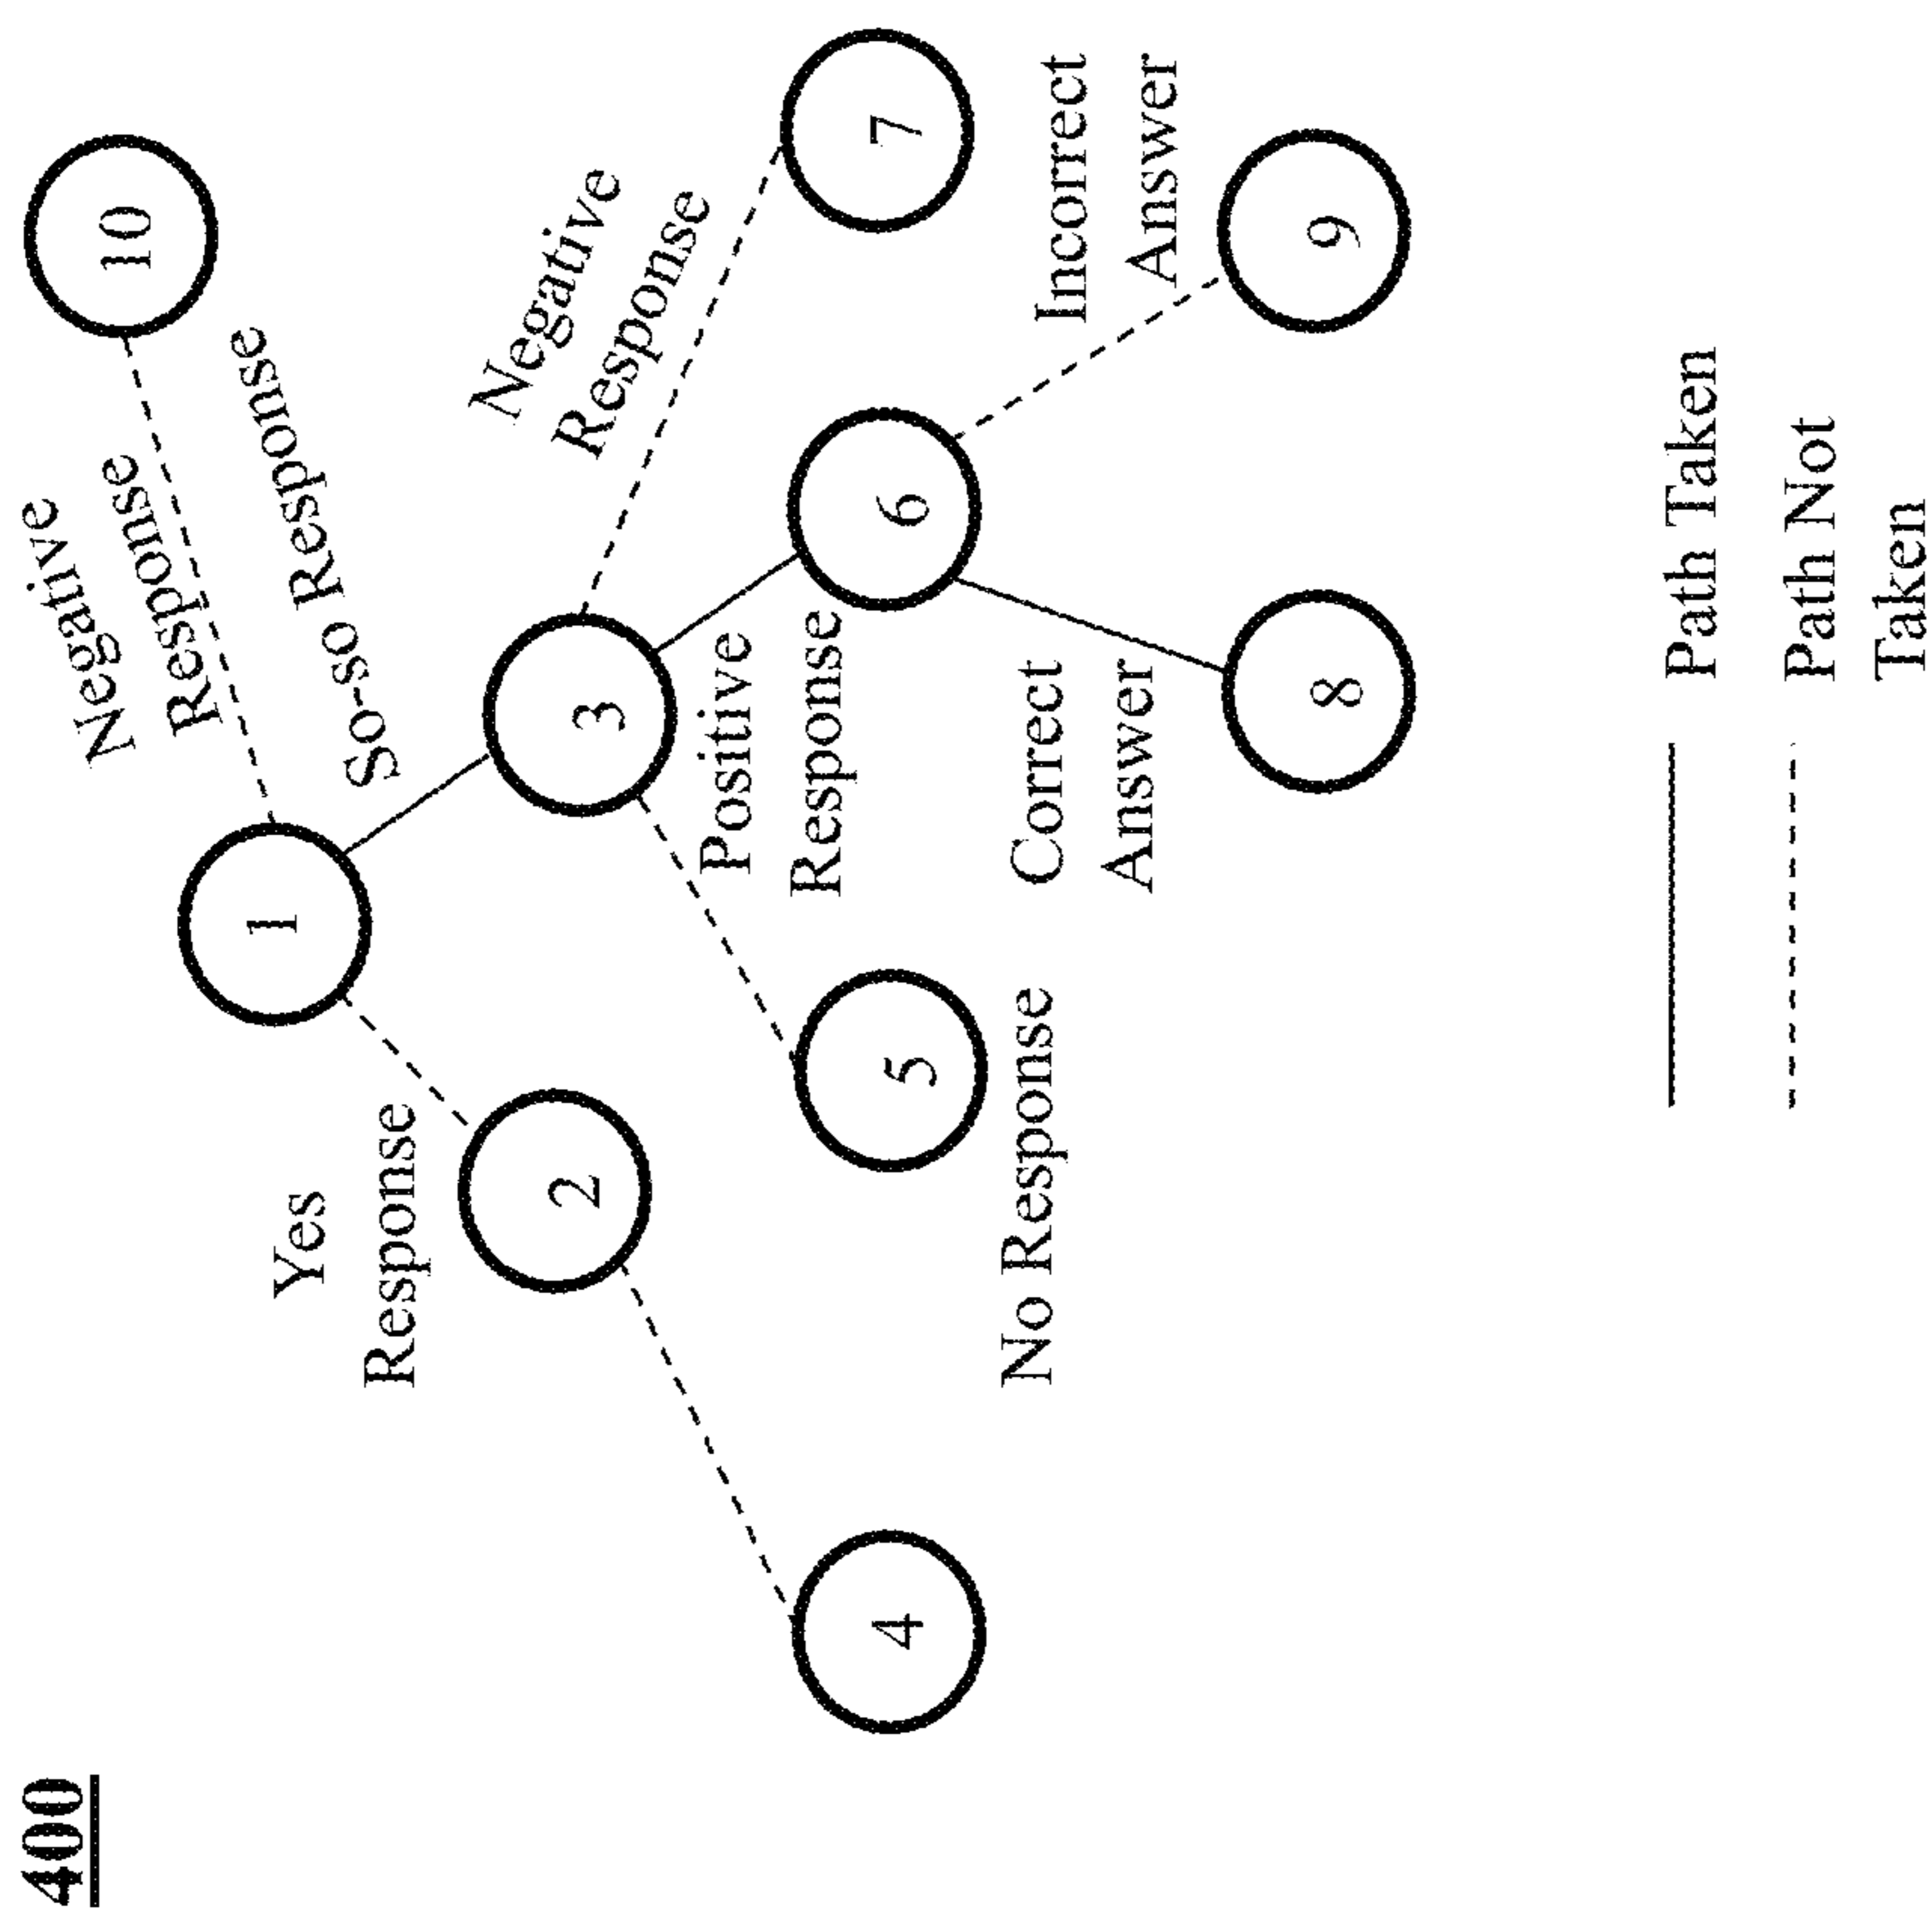 400
1
10
Negative
Response
So-so Response
Yes
Response
2
3
Negative
Response
4
5
6
7
Positive
Response
No Response
Correct
Answer
Incorrect
Answer
8
9
Path Taken
Path Not
Taken